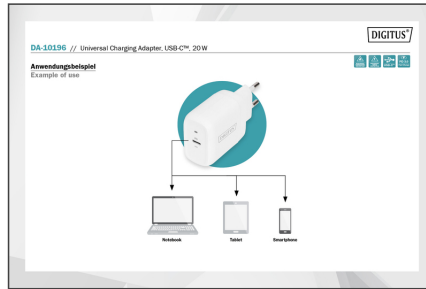 DIGITUS®
DA-10196 // Universal Charging Adapter, USB-C™, 20 W
Anwendungsbeispiel
Example of use
DIGITUS
Notebook
Tablet
Smartphone